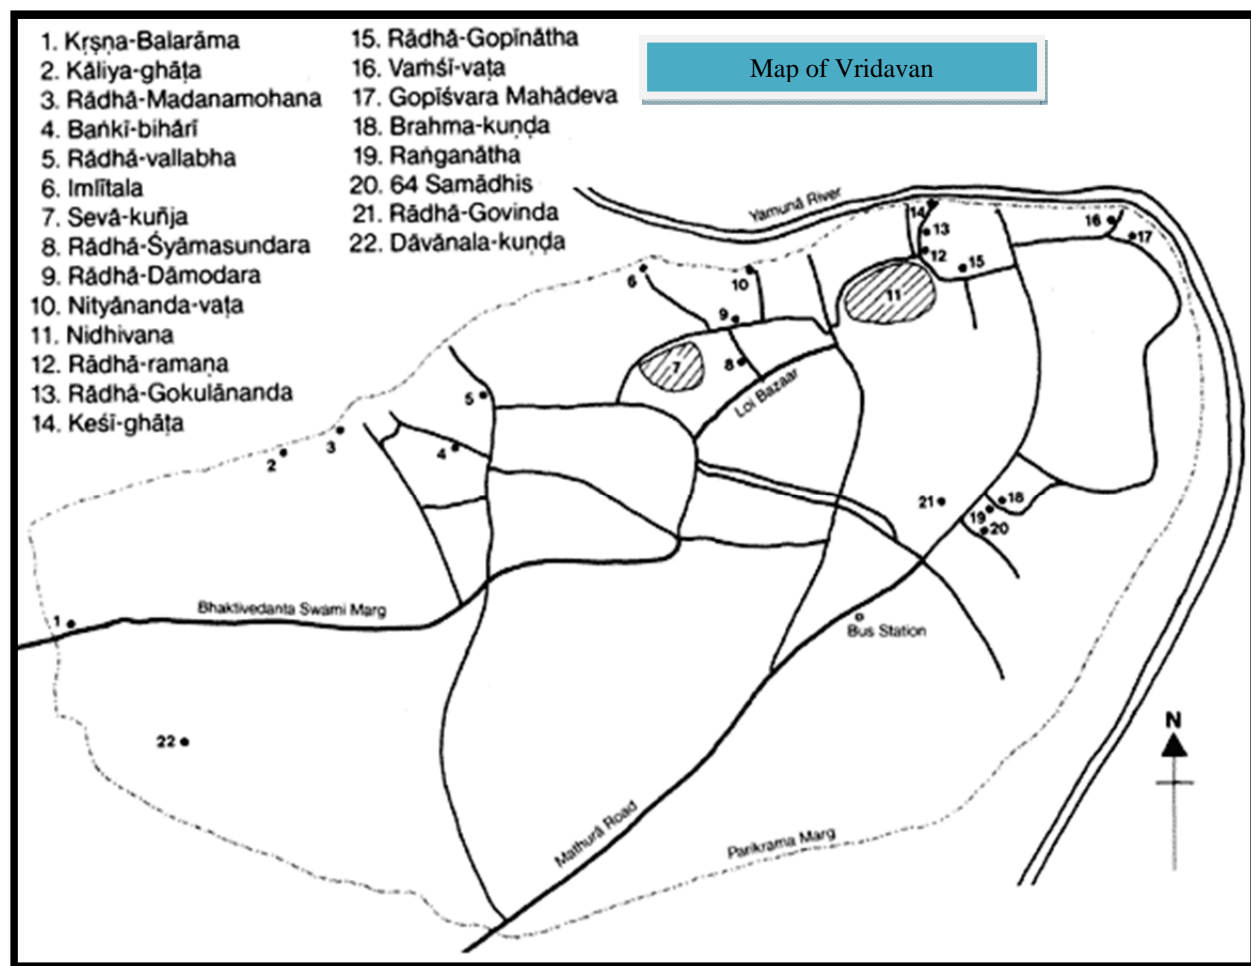 1. Kṛṣṇa-Balarāma
2. Kāliya-ghāṭa
3. Rādhā-Madanamohana
4. Baṅkī-bihārī
5. Rādhā-vallabha
6. Imlītala
7. Sevā-kuñja
8. Rādhā-Śyāmasundara
9. Rādhā-Dāmodara
10. Nityānanda-vaṭa
11. Nidhivana
12. Rādhā-ramaṇa
13. Rādhā-Gokulānanda
14. Keśī-ghāṭa
15. Rādhā-Gopīnātha
16. Vaṁśī-vaṭa
17. Gopīśvara Mahādeva
18. Brahma-kuṇḍa
19. Raṅganātha
20. 64 Samādhis
21. Rādhā-Govinda
22. Dāvānala-kuṇḍa
Map of Vridavan
Yamunā River
14
13
12
15
16
17
6
10
11
9
7
8
Loi Bazaar
5
4
3
2
21
18
19
20
1
Bhaktivedanta Swami Marg
Bus Station
22
N
Mathurā Road
Parikrama Marg